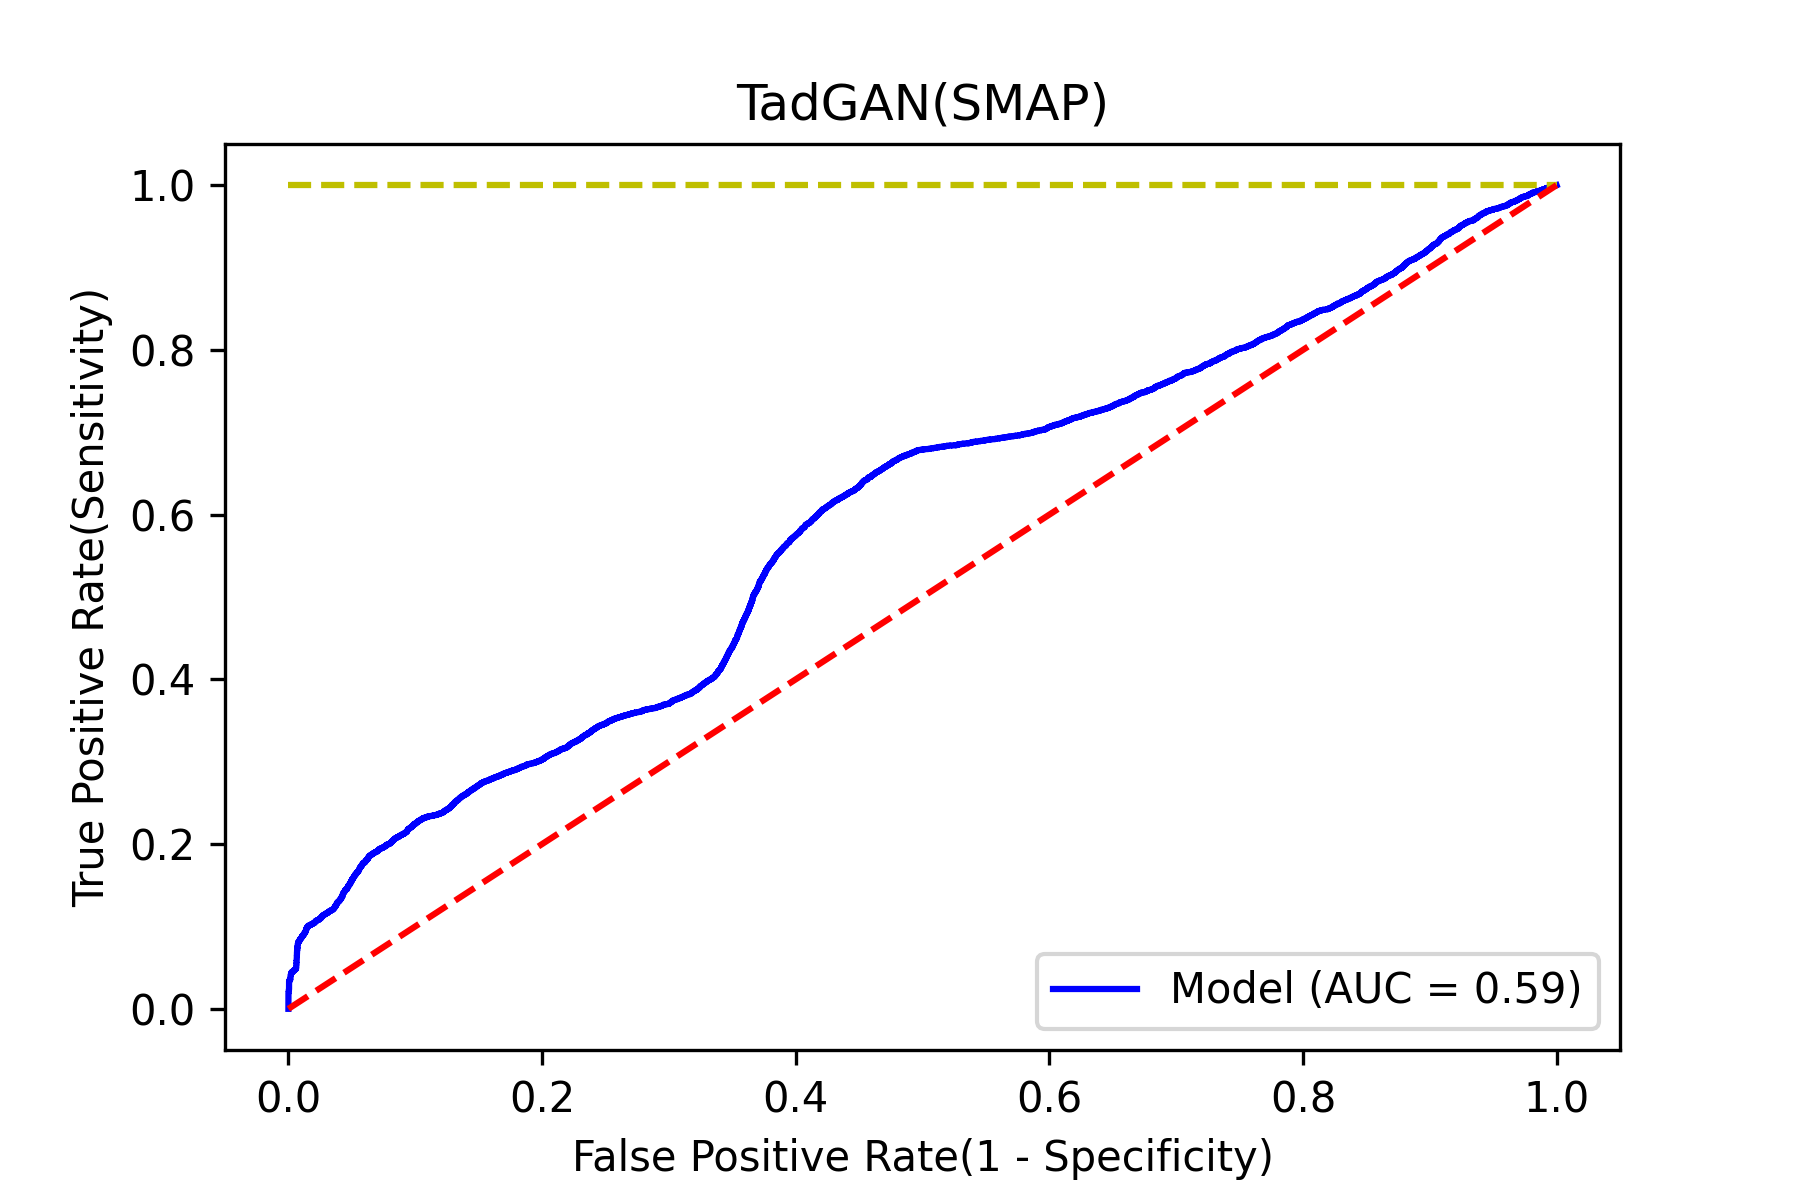 TadGAN(SMAP)
1.0
0.8
0.6
0.4
0.2
0.0
True Positive Rate(Sensitivity)
Model (AUC = 0.59)
0.0 0.2 0.4 0.6 0.8 1.0
False Positive Rate(1 - Specificity)